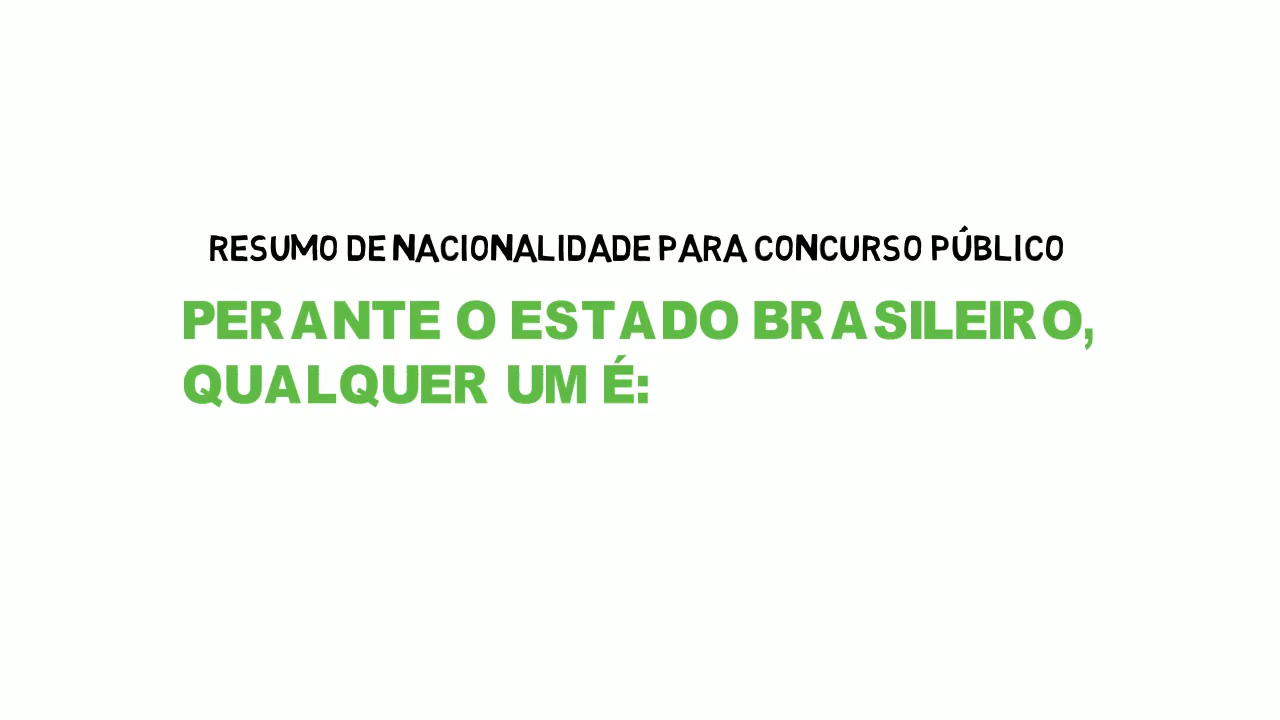 RESUMO DE NACIONALIDADE PARA CONCURSO PÚBLICO
PERANTE O ESTADO BRASILEIRO,
QUALQUER UM É: